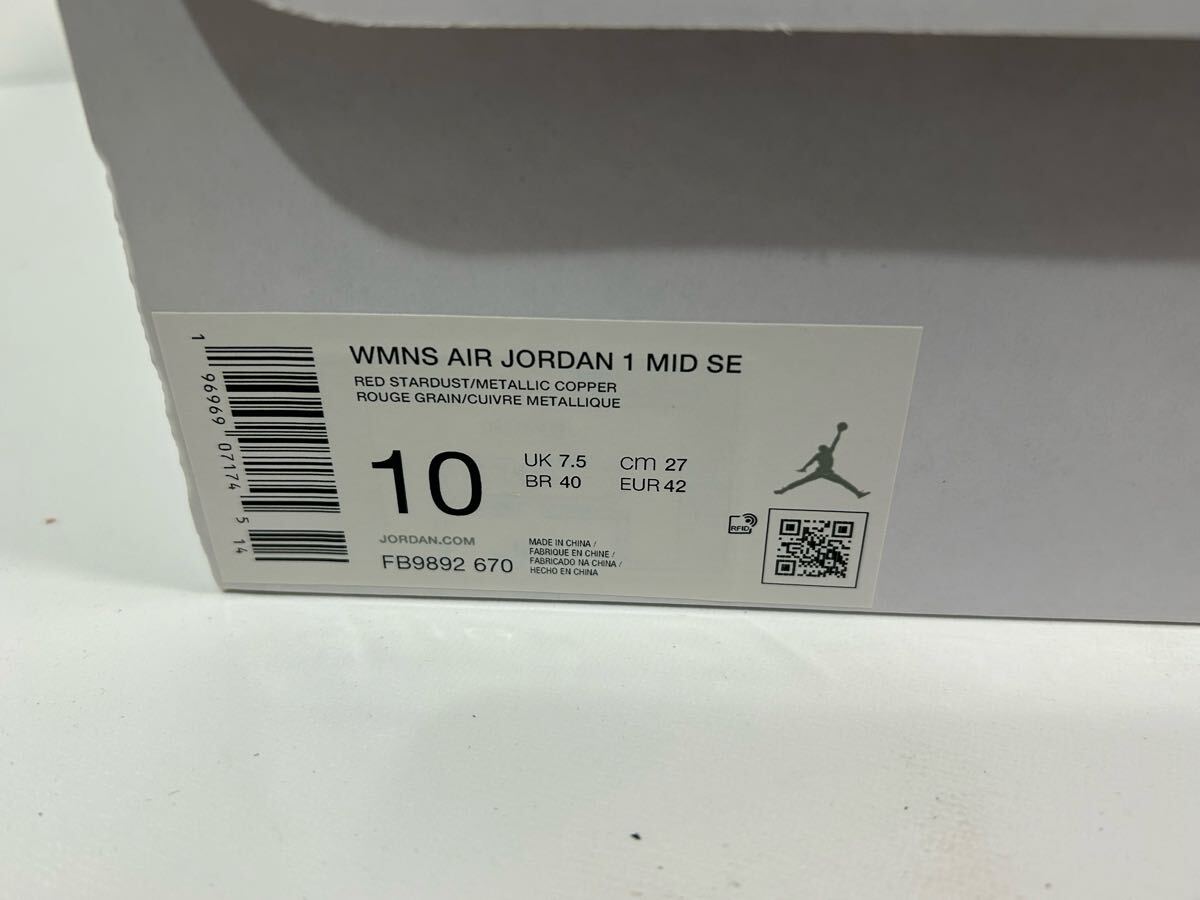 WMNS AIR JORDAN 1 MID SE
RED STARDUST/METALLIC COPPER
ROUGE GRAIN/CUIVRE METALLIQUE
10
UK 7.5 cm 27
BR 40 EUR 42
JORDAN.COM
FB9892 670
MADE IN CHINA /
FABRIQUE EN CHINE /
FABRICADO NA CHINA /
HECHO EN CHINA
RFID
1 96969 07174 5 14